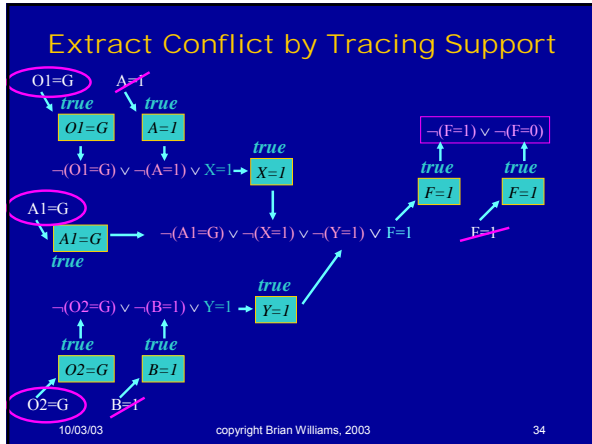 Extract Conflict by Tracing Support
O1=G A=1
true true
O1=G A=1
¬(F=1) ∨ ¬(F=0)
true
¬(O1=G) ∨ ¬(A=1) ∨ X=1 X=1
true true
F=1 F=1
A1=G
A1=G ¬(A1=G) ∨ ¬(X=1) ∨ ¬(Y=1) ∨ F=1 F=1
true
true
¬(O2=G) ∨ ¬(B=1) ∨ Y=1 Y=1
true true
O2=G B=1
O2=G B=1
10/03/03 copyright Brian Williams, 2003 34